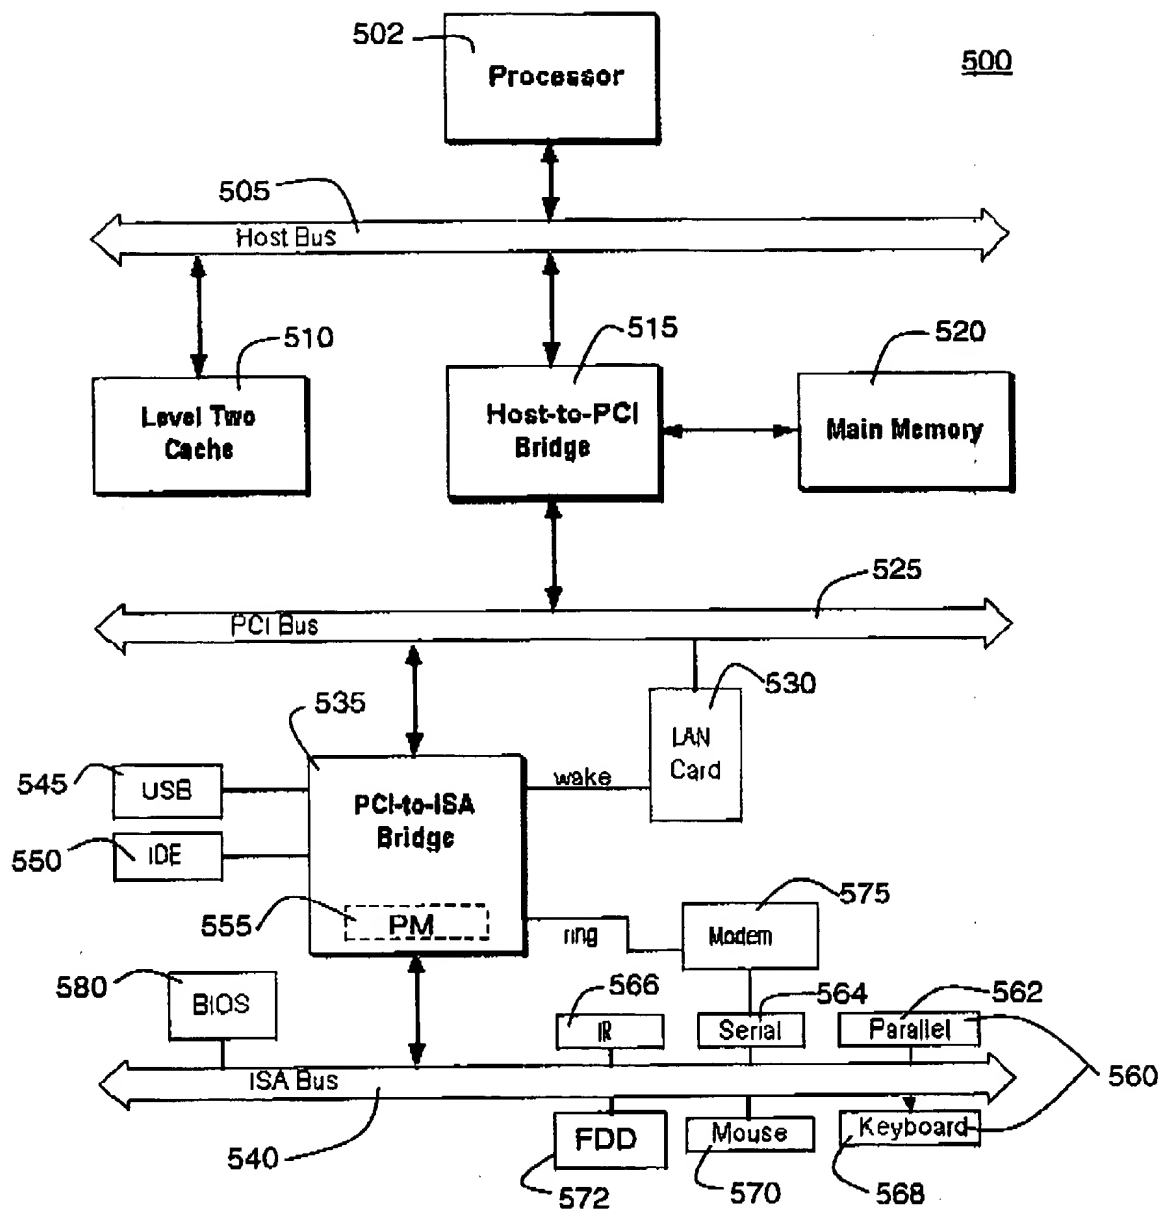 502
Processor
500
505
Host Bus
510
515
520
Level Two
Cache
Host-to-PCI
Bridge
Main Memory
525
PCI Bus
530
535
LAN
Card
545
USB
wake
PCI-to-ISA
Bridge
550
IDE
575
555
PM
ring
Modem
580
BIOS
566
564
562
IR
Serial
Parallel
ISA Bus
560
FDD
Mouse
Keyboard
540
572
570
568